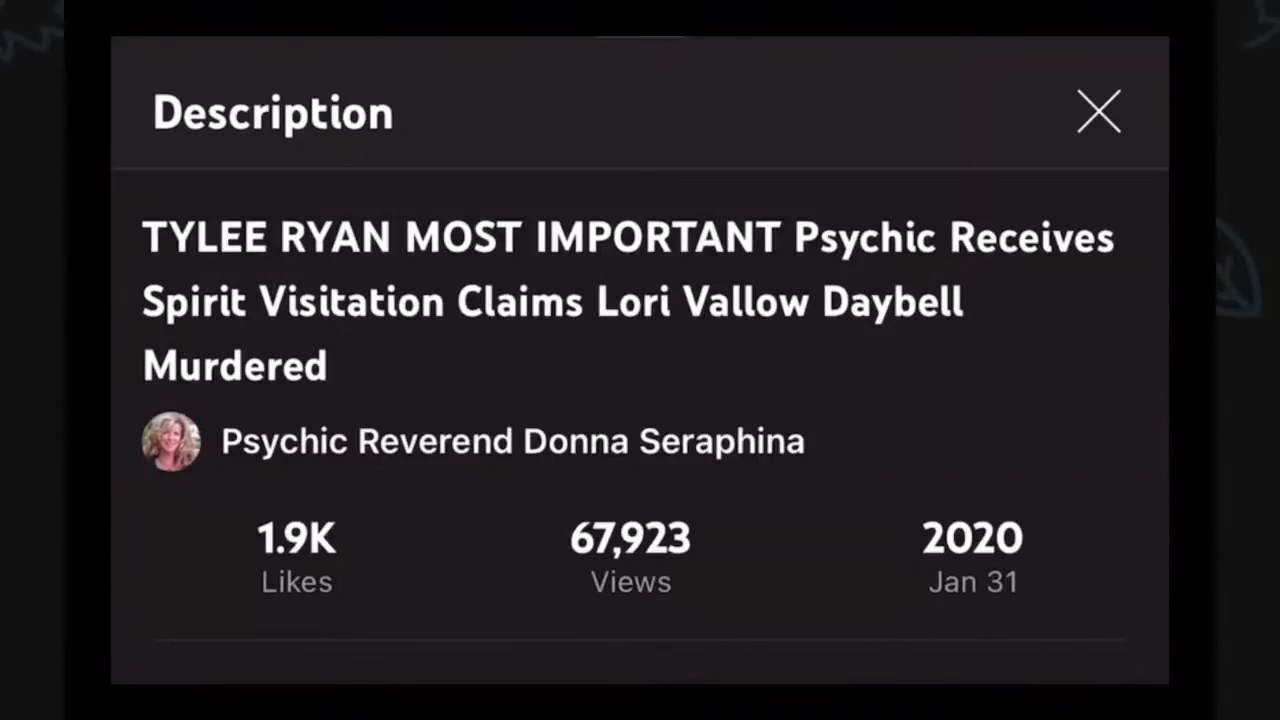 Description
TYLEE RYAN MOST IMPORTANT Psychic Receives
Spirit Visitation Claims Lori Vallow Daybell
Murdered
Psychic Reverend Donna Seraphina
1.9K 67,923 2020
Likes Views Jan 31